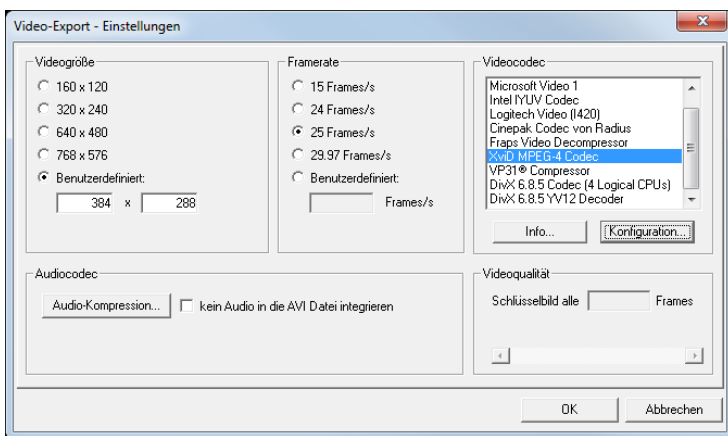 Video-Export - Einstellungen
Videogröße
160 x 120
320 x 240
640 x 480
768 x 576
Benutzerdefiniert:
384 x 288
Framerate
15 Frames/s
24 Frames/s
25 Frames/s
29.97 Frames/s
Benutzerdefiniert:
Frames/s
Videocodec
Microsoft Video 1
Intel IYUV Codec
Logitech Video (I420)
Cinepak Codec von Radius
Fraps Video Decompressor
XviD MPEG-4 Codec
VP31® Compressor
DivX 6.8.5 Codec (4 Logical CPUs)
DivX 6.8.5 YV12 Decoder
Info...
Konfiguration...
Audiocodec
Audio-Kompression...
kein Audio in die AVI Datei integrieren
Videoqualität
Schlüsselbild alle Frames
OK
Abbrechen